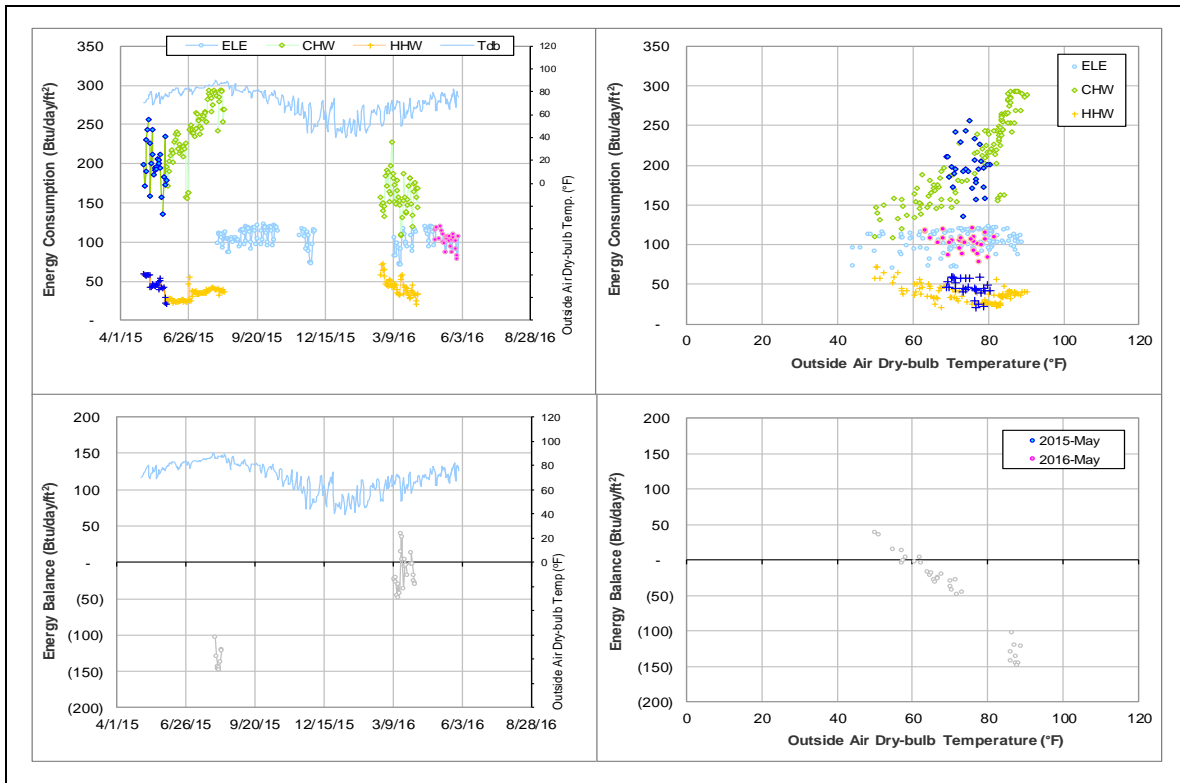 ELE CHW HHW Tdb
Energy Consumption (Btu/day/ft²)
350
300
250
200
150
100
50
-
120
100
80
60
40
20
0
Outside Air Dry-bulb Temp. (°F)
4/1/15 6/26/15 9/20/15 12/15/15 3/9/16 6/3/16 8/28/16
ELE
CHW
HHW
Energy Consumption (Btu/day/ft²)
350
300
250
200
150
100
50
-
0 20 40 60 80 100 120
Outside Air Dry-bulb Temperature (°F)
Energy Balance (Btu/day/ft²)
200
150
100
50
-
(50)
(100)
(150)
(200)
120
100
80
60
40
20
0
Outside Air Dry-bulb Temp (°F)
4/1/15 6/26/15 9/20/15 12/15/15 3/9/16 6/3/16 8/28/16
2015-May
2016-May
Energy Balance (Btu/day/ft²)
200
150
100
50
-
(50)
(100)
(150)
(200)
0 20 40 60 80 100 120
Outside Air Dry-bulb Temperature (°F)